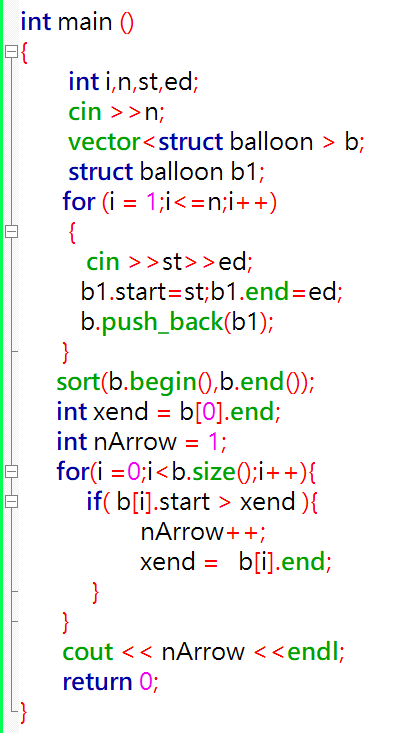 int main ()
{
int i,n,st,ed;
cin >>n;
vector<struct balloon > b;
struct balloon b1;
for (i = 1;i<=n;i++)
{
cin >>st>>ed;
b1.start=st;b1.end=ed;
b.push_back(b1);
}
sort(b.begin(),b.end());
int xend = b[0].end;
int nArrow = 1;
for(i =0;i<b.size();i++){
if( b[i].start > xend ){
nArrow++;
xend =   b[i].end;
}
}
cout << nArrow <<endl;
return 0;
}